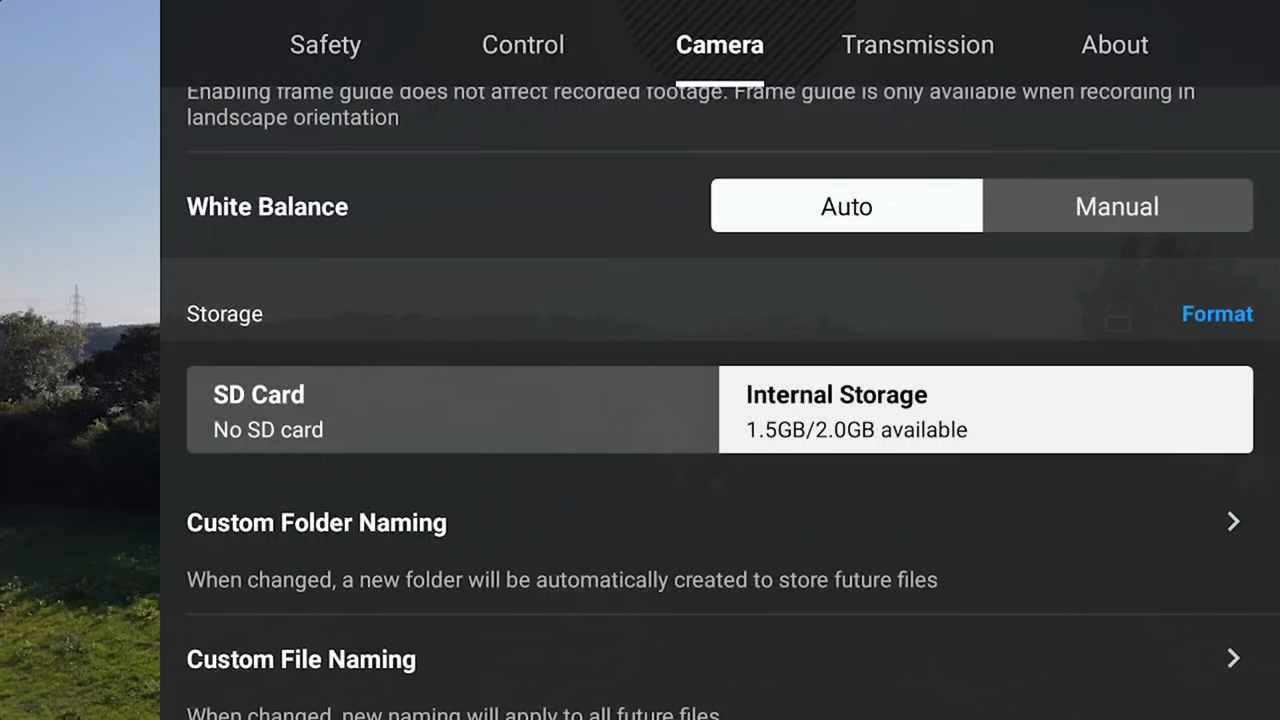 Safety Control Camera Transmission About
Enabling frame guide does not affect recorded footage. Frame guide is only available when recording in
landscape orientation
White Balance Auto Manual
Storage Format
SD Card Internal Storage
No SD card 1.5GB/2.0GB available
Custom Folder Naming
When changed, a new folder will be automatically created to store future files
Custom File Naming
When changed, new naming will apply to all future files